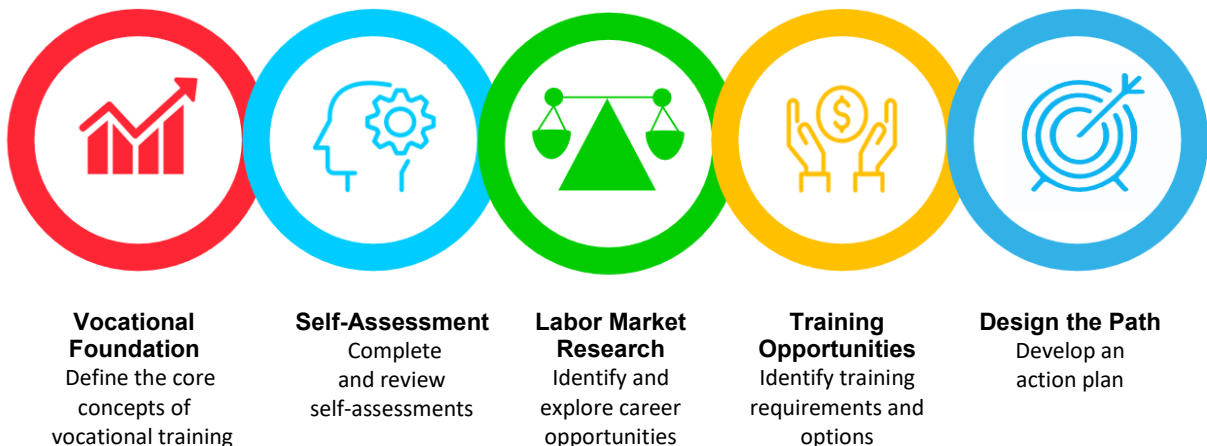 $
Vocational
Foundation
Define the core
concepts of
vocational training
Self-Assessment
Complete
and review
self-assessments
Labor Market
Research
Identify and
explore career
opportunities
Training
Opportunities
Identify training
requirements and
options
Design the Path
Develop an
action plan